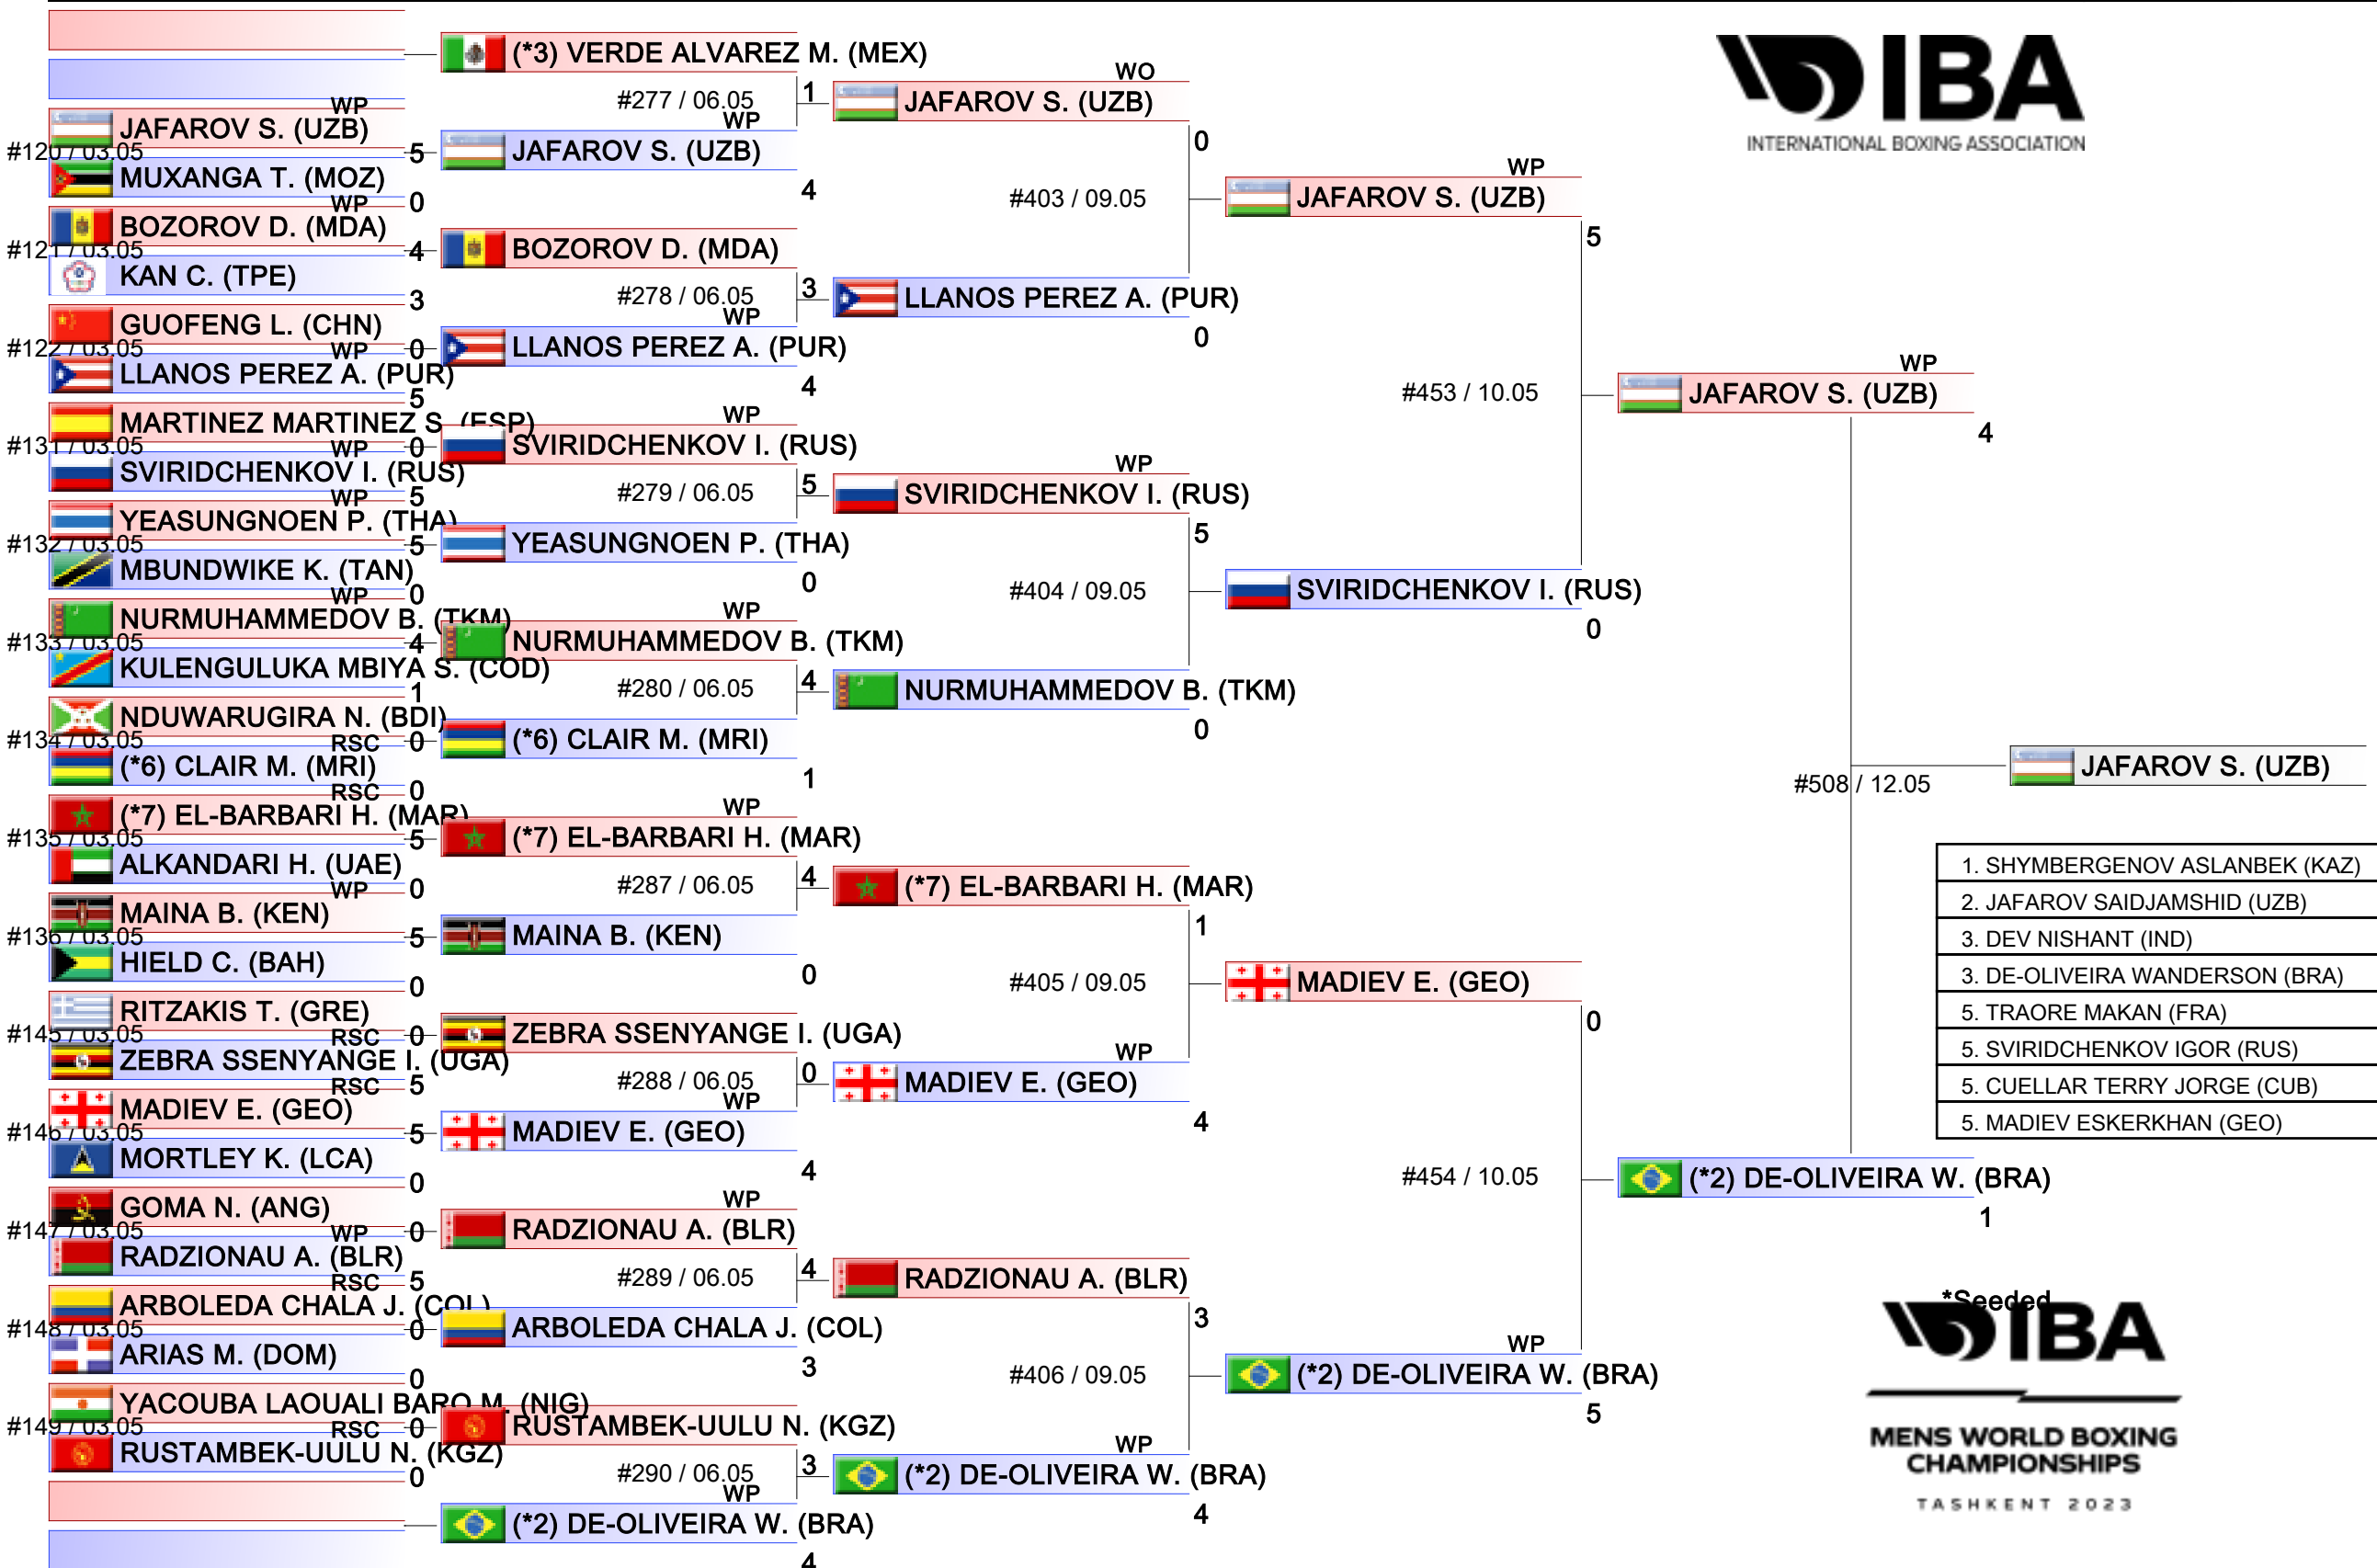 (*3) VERDE ALVAREZ M. (MEX)
#277 / 06.05
WP
1
WO
JAFAROV S. (UZB)
0
WP
JAFAROV S. (UZB)
#120 / 03.05
5
MUXANGA T. (MOZ)
0
JAFAROV S. (UZB)
4
#403 / 09.05
WP
JAFAROV S. (UZB)
5
WP
BOZOROV D. (MDA)
#121 / 03.05
4
KAN C. (TPE)
3
BOZOROV D. (MDA)
#278 / 06.05
WP
3
LLANOS PEREZ A. (PUR)
0
GUOFENG L. (CHN)
#122 / 03.05
WP
0
LLANOS PEREZ A. (PUR)
5
LLANOS PEREZ A. (PUR)
4
#453 / 10.05
WP
JAFAROV S. (UZB)
4
MARTINEZ MARTINEZ S. (ESP)
#131 / 03.05
WP
0
SVIRIDCHENKOV I. (RUS)
5
WP
SVIRIDCHENKOV I. (RUS)
#279 / 06.05
5
WP
SVIRIDCHENKOV I. (RUS)
5
WP
YEASUNGNOEN P. (THA)
#132 / 03.05
5
MBUNDWIKE K. (TAN)
0
YEASUNGNOEN P. (THA)
0
#404 / 09.05
SVIRIDCHENKOV I. (RUS)
0
WP
NURMUHAMMEDOV B. (TKM)
#133 / 03.05
4
KULENGULUKA MBIYA S. (COD)
1
WP
NURMUHAMMEDOV B. (TKM)
#280 / 06.05
4
NURMUHAMMEDOV B. (TKM)
0
NDUWARUGIRA N. (BDI)
#134 / 03.05
RSC
0
(*6) CLAIR M. (MRI)
0
(*6) CLAIR M. (MRI)
1
#508 / 12.05
JAFAROV S. (UZB)
RSC
(*7) EL-BARBARI H. (MAR)
#135 / 03.05
5
ALKANDARI H. (UAE)
0
WP
(*7) EL-BARBARI H. (MAR)
#287 / 06.05
4
(*7) EL-BARBARI H. (MAR)
1
WP
MAINA B. (KEN)
#136 / 03.05
5
HIELD C. (BAH)
0
MAINA B. (KEN)
0
#405 / 09.05
MADIEV E. (GEO)
0
RITZAKIS T. (GRE)
#145 / 03.05
RSC
0
ZEBRA SSENYANGE I. (UGA)
5
ZEBRA SSENYANGE I. (UGA)
#288 / 06.05
WP
0
WP
MADIEV E. (GEO)
4
RSC
MADIEV E. (GEO)
#146 / 03.05
5
MORTLEY K. (LCA)
0
MADIEV E. (GEO)
4
#454 / 10.05
(*2) DE-OLIVEIRA W. (BRA)
1
GOMA N. (ANG)
#147 / 03.05
WP
0
RADZIONAU A. (BLR)
5
WP
RADZIONAU A. (BLR)
#289 / 06.05
4
RADZIONAU A. (BLR)
3
RSC
ARBOLEDA CHALA J. (COL)
#148 / 03.05
0
ARIAS M. (DOM)
0
ARBOLEDA CHALA J. (COL)
3
#406 / 09.05
WP
(*2) DE-OLIVEIRA W. (BRA)
5
YACOUBA LAOUALI BARO M. (NIG)
#149 / 03.05
RSC
0
RUSTAMBEK-UULU N. (KGZ)
0
RUSTAMBEK-UULU N. (KGZ)
#290 / 06.05
WP
3
WP
(*2) DE-OLIVEIRA W. (BRA)
4
(*2) DE-OLIVEIRA W. (BRA)
4
IBA
INTERNATIONAL BOXING ASSOCIATION
1. SHYMBERGENOV ASLANBEK (KAZ)
2. JAFAROV SAIDJAMSHID (UZB)
3. DEV NISHANT (IND)
3. DE-OLIVEIRA WANDERSON (BRA)
5. TRAORE MAKAN (FRA)
5. SVIRIDCHENKOV IGOR (RUS)
5. CUELLAR TERRY JORGE (CUB)
5. MADIEV ESKERKHAN (GEO)
*Seeded
IBA
MENS WORLD BOXING
CHAMPIONSHIPS
TASHKENT 2023